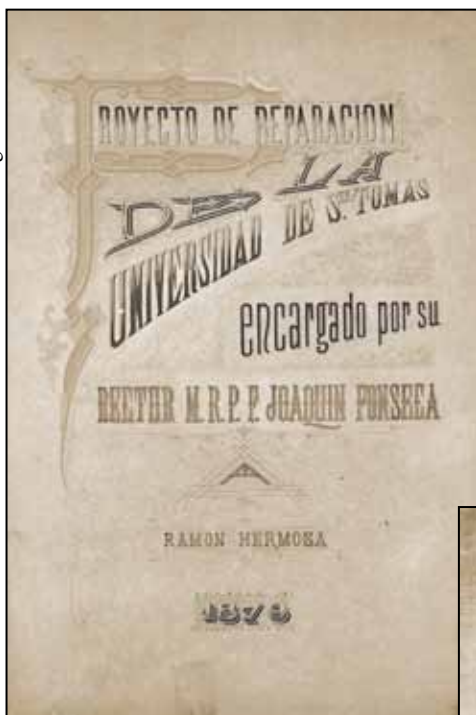 PROYECTO DE REPARACION
DE LA
UNIVERSIDAD DE Sto TOMAS
encargado por su
RECTOR M.R.P.F. JOAQUIN FONSECA
RAMON HERMOSA